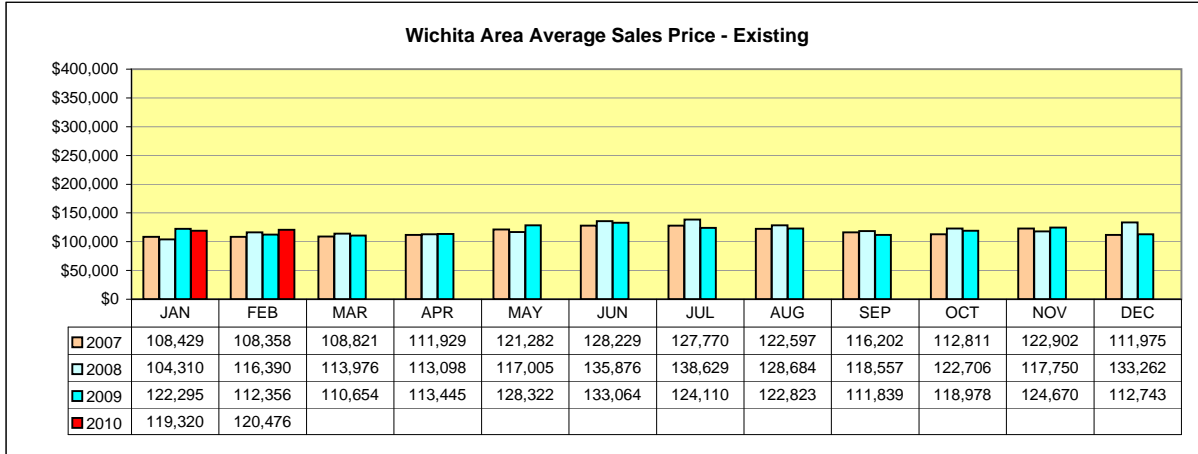 Wichita Area Average Sales Price - Existing
$400,000
$350,000
$300,000
$250,000
$200,000
$150,000
$100,000
$50,000
$0
JAN FEB MAR APR MAY JUN JUL AUG SEP OCT NOV DEC
2007 108,429 108,358 108,821 111,929 121,282 128,229 127,770 122,597 116,202 112,811 122,902 111,975
2008 104,310 116,390 113,976 113,098 117,005 135,876 138,629 128,684 118,557 122,706 117,750 133,262
2009 122,295 112,356 110,654 113,445 128,322 133,064 124,110 122,823 111,839 118,978 124,670 112,743
2010 119,320 120,476